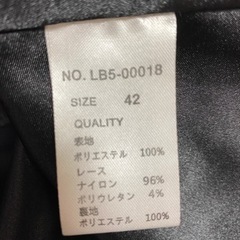 NO. LB5-00018
SIZE 42
QUALITY
表地
ポリエステル 100%
レース
ナイロン 96%
ポリウレタン 4%
裏地
ポリエステル 100%